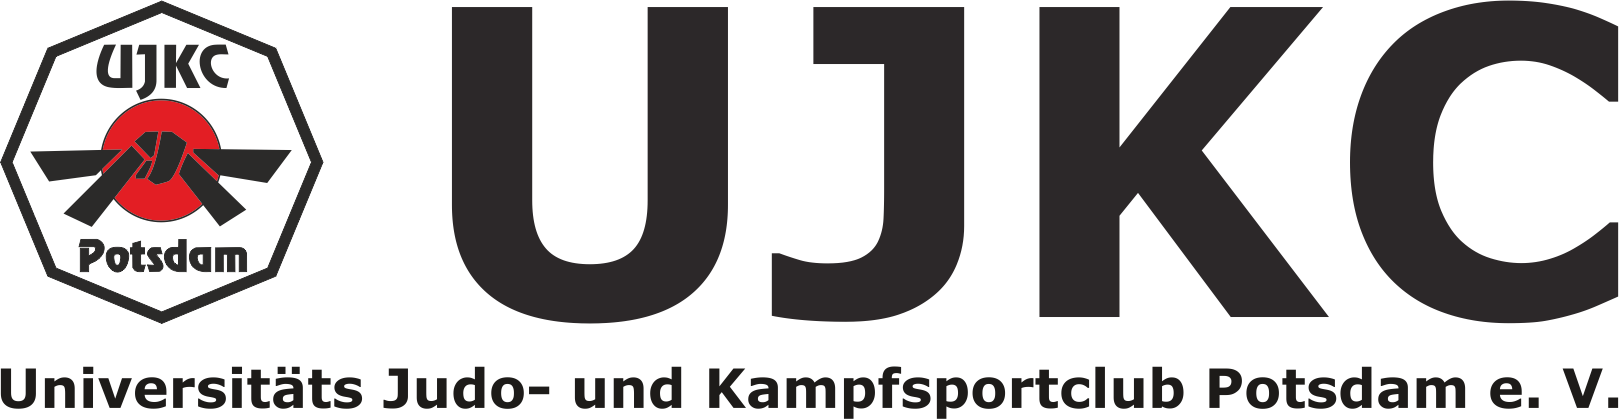 UJKC
Potsdam
UJKC
Universitäts Judo- und Kampfsportclub Potsdam e. V.